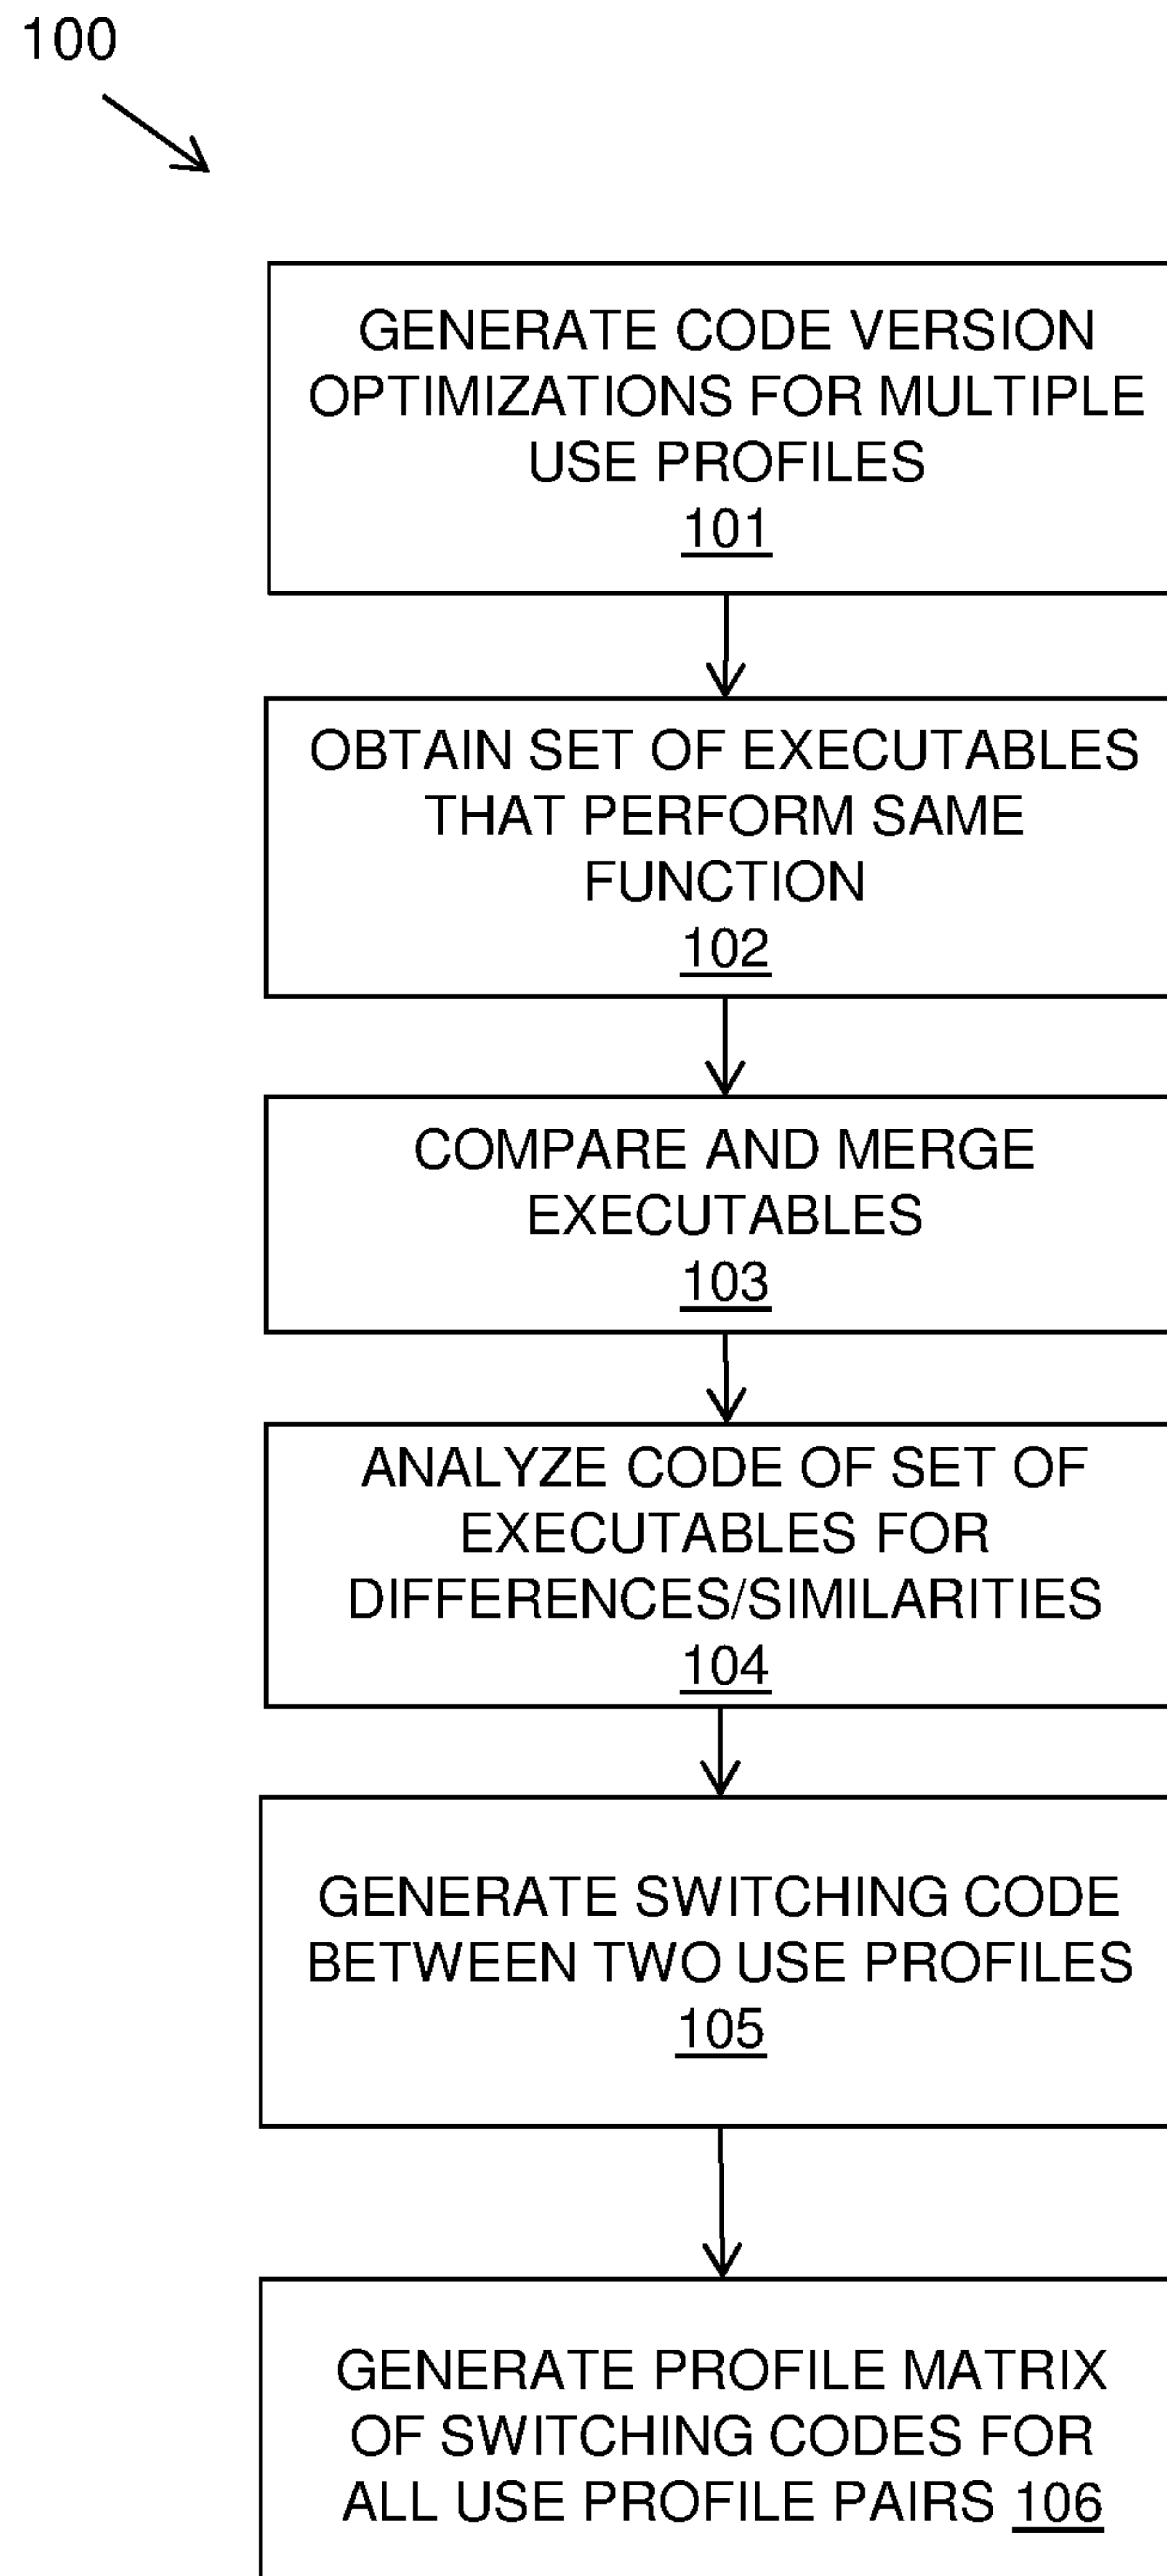 100
GENERATE CODE VERSION
OPTIMIZATIONS FOR MULTIPLE
USE PROFILES
101
OBTAIN SET OF EXECUTABLES
THAT PERFORM SAME
FUNCTION
102
COMPARE AND MERGE
EXECUTABLES
103
ANALYZE CODE OF SET OF
EXECUTABLES FOR
DIFFERENCES/SIMILARITIES
104
GENERATE SWITCHING CODE
BETWEEN TWO USE PROFILES
105
GENERATE PROFILE MATRIX
OF SWITCHING CODES FOR
ALL USE PROFILE PAIRS 106